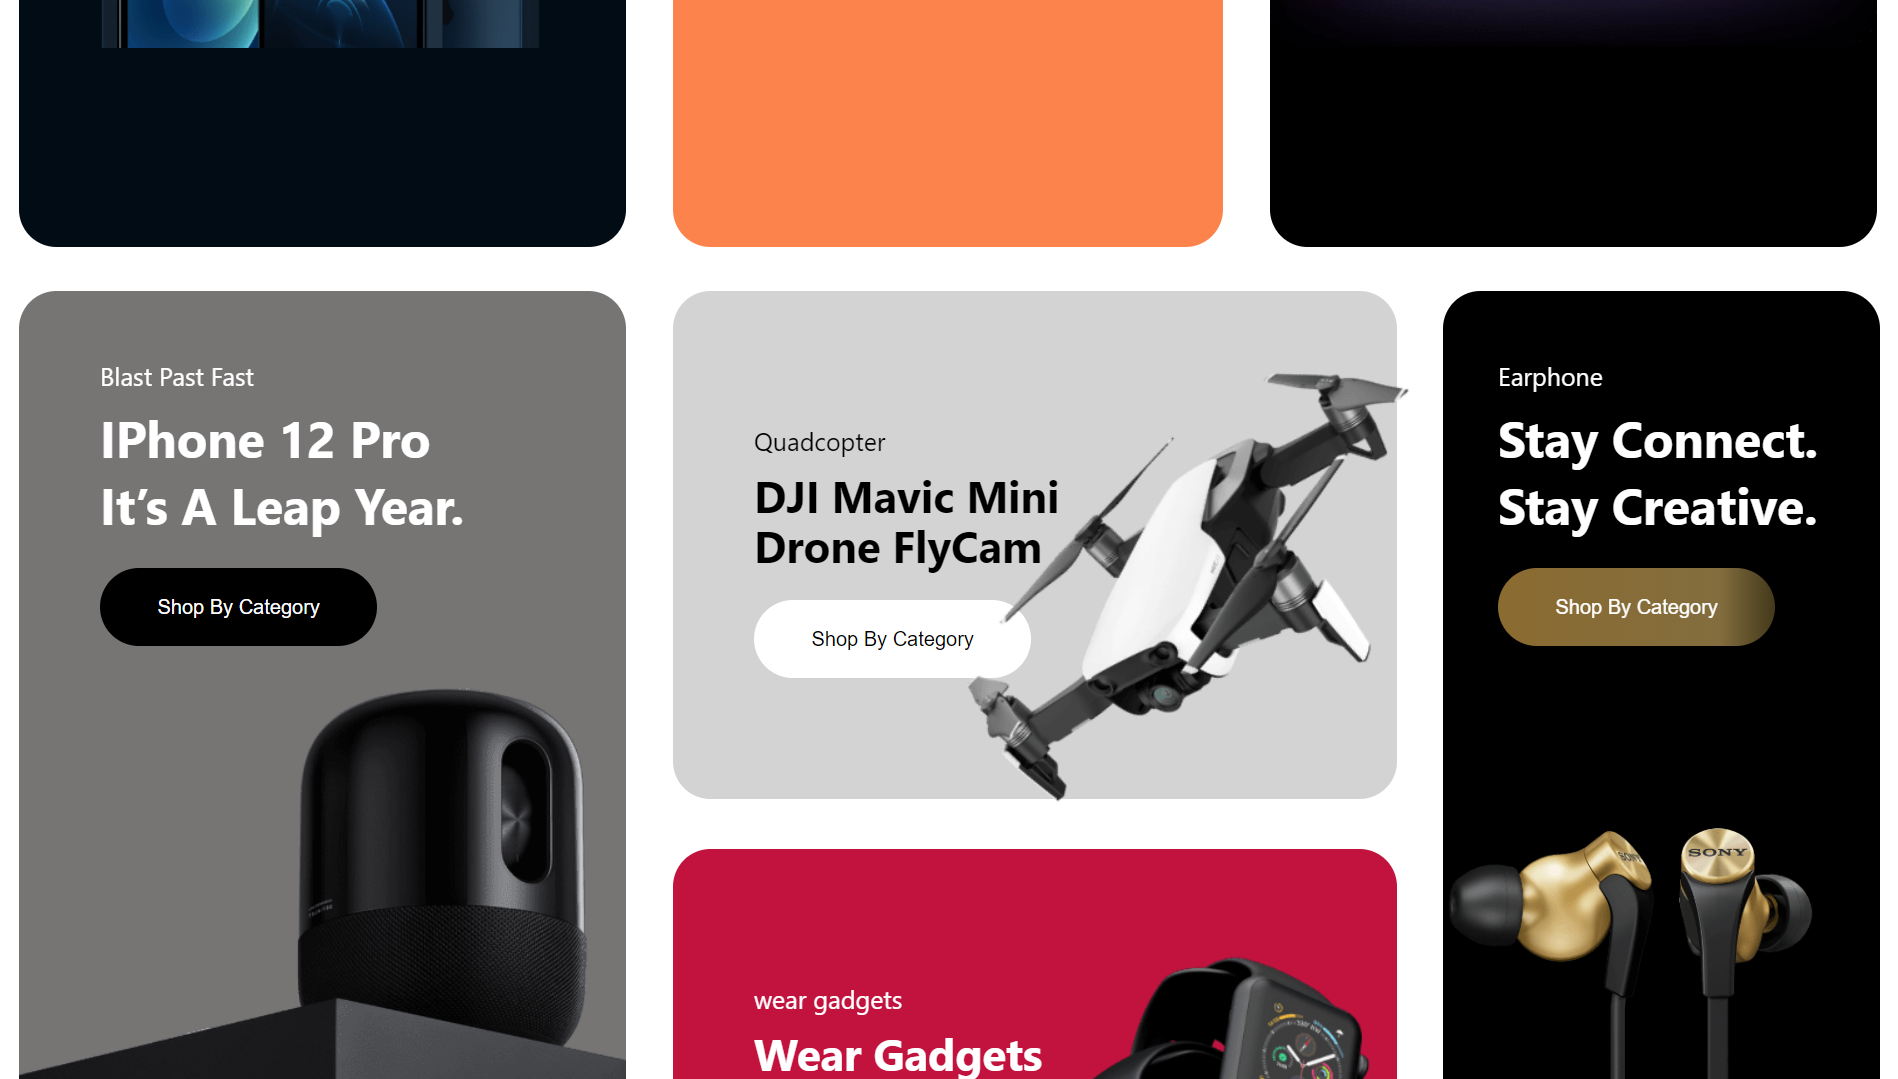 Blast Past Fast
IPhone 12 Pro
It’s A Leap Year.
Shop By Category
Quadcopter
DJI Mavic Mini
Drone FlyCam
Shop By Category
Earphone
Stay Connect.
Stay Creative.
Shop By Category
SONY
SONY
wear gadgets
Wear Gadgets